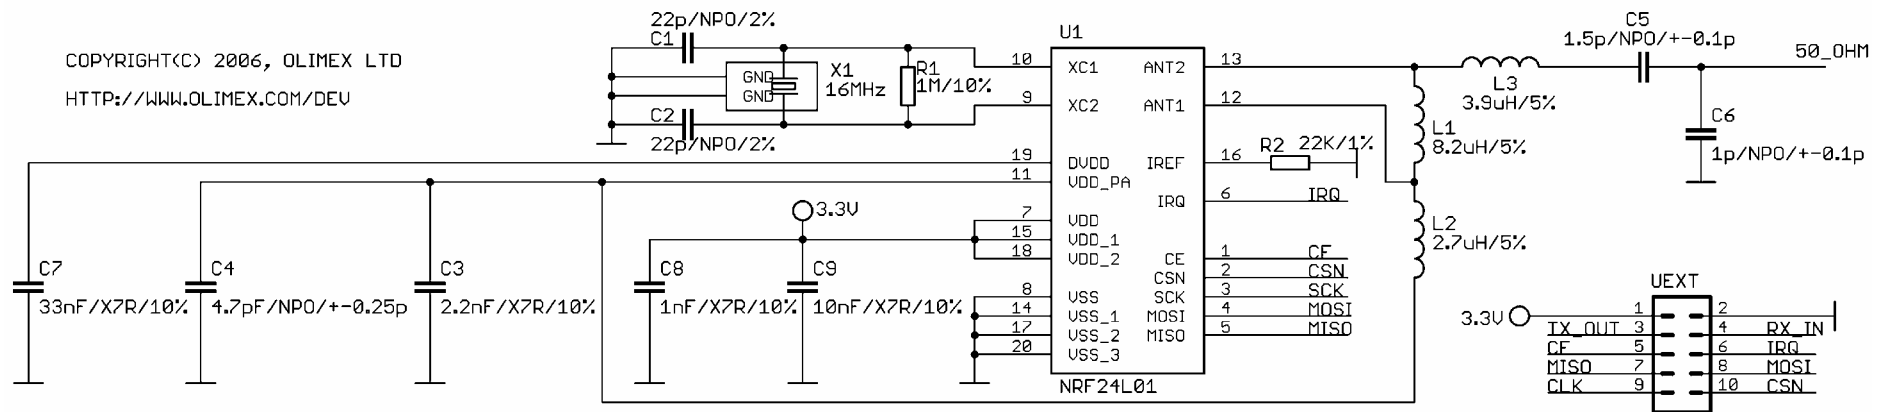 COPYRIGHT(C) 2006, OLIMEX LTD
HTTP://WWW.OLIMEX.COM/DEV
22p/NPO/2%
C1
GND
GND
X1
16MHz
R1
1M/10%
C2
22p/NPO/2%
U1
10 XC1
9 XC2
19 DVDD
11 VDD_PA
7 VDD
15 VDD_1
18 VDD_2
8 VSS
14 VSS_1
17 VSS_2
20 VSS_3
ANT2 13
ANT1 12
IREF 16
IRQ 6 IRQ
CE 1 CF
CSN 2 CSN
SCK 3 SCK
MOSI 4 MOSI
MISO 5 MISO
NRF24L01
R2 22K/1%
L3
3.9uH/5%
C5
1.5p/NPO/+-0.1p
50_OHM
L1
8.2uH/5%
C6
1p/NPO/+-0.1p
L2
2.7uH/5%
3.3V
C7
33nF/X7R/10%
C4
4.7pF/NPO/+-0.25p
C3
2.2nF/X7R/10%
C8
1nF/X7R/10%
C9
10nF/X7R/10%
UEXT
3.3V 1 2
TX_OUT 3 4 RX_IN
CF 5 6 IRQ
MISO 7 8 MOSI
CLK 9 10 CSN